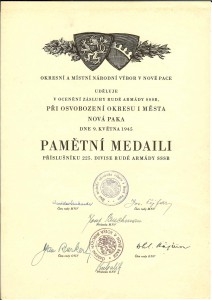 OKRESNÍ A MÍSTNÍ NÁRODNÍ VÝBOR V NOVÉ PACE
UDĚLUJE
V OCENĚNÍ ZÁSLUHY RUDÉ ARMÁDY SSSR.
PŘI OSVOBOZENÍ OKRESU I MĚSTA
NOVÁ PAKA
DNE 9. KVĚTNA 1945
PAMĚTNÍ MEDAILI
PŘÍSLUŠNÍKU 225. DIVISE RUDÉ ARMÁDY SSSR